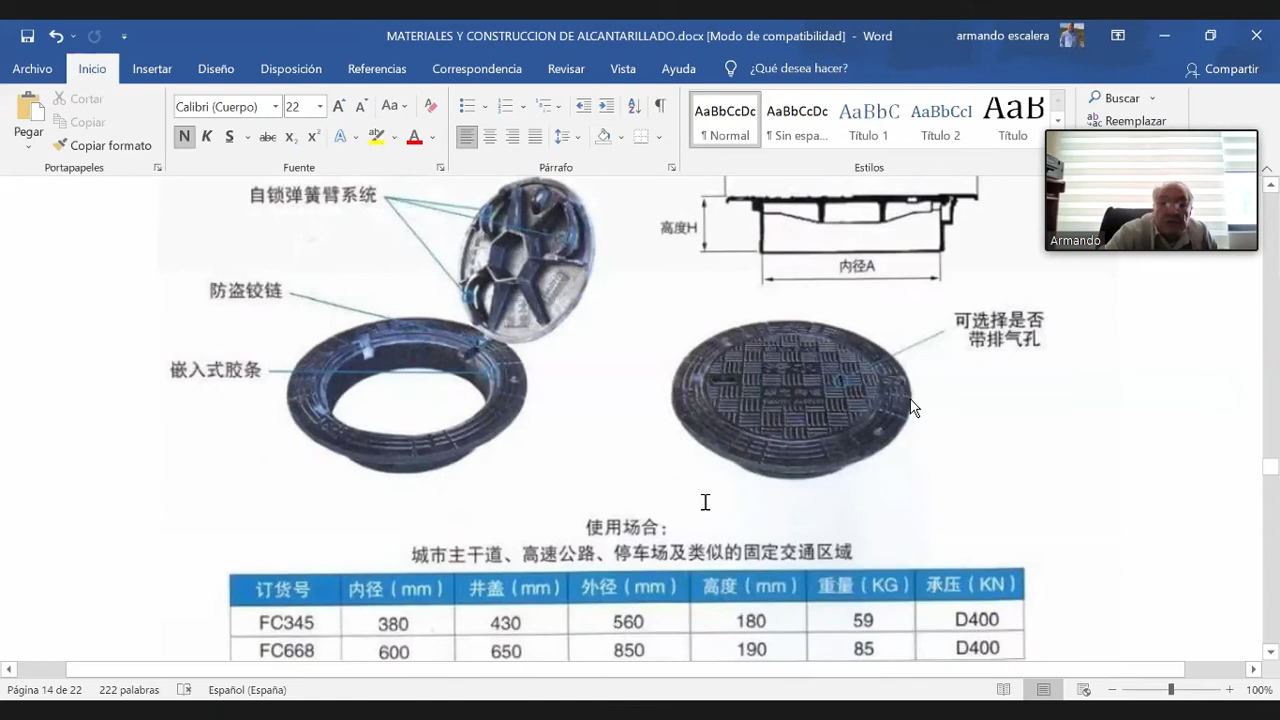 MATERIALES Y CONSTRUCCION DE ALCANTARILLADO.docx [Modo de compatibilidad] - Word
armando escalera
Archivo
Inicio
Insertar
Diseño
Disposición
Referencias
Correspondencia
Revisar
Vista
Ayuda
¿Qué desea hacer?
Compartir
Pegar
Cortar
Copiar
Copiar formato
Portapapeles
Calibri (Cuerpo)
22
Fuente
Párrafo
AaBbCcDc
¶ Normal
AaBbCcDc
¶ Sin espa...
AaBbC
Título 1
AaBbCcI
Título 2
AaB
Título
Estilos
Buscar
Reemplazar
Armando
自锁弹簧臂系统
高度H
内径A
防盗铰链
可选择是否
带排气孔
嵌入式胶条
使用场合：
城市主干道、高速公路、停车场及类似的固定交通区域
订货号 内径（mm） 井盖（mm） 外径（mm） 高度（mm） 重量（KG） 承压（KN）
FC345 380 430 560 180 59 D400
FC668 600 650 850 190 85 D400
Página 14 de 22
222 palabras
Español (España)
100%